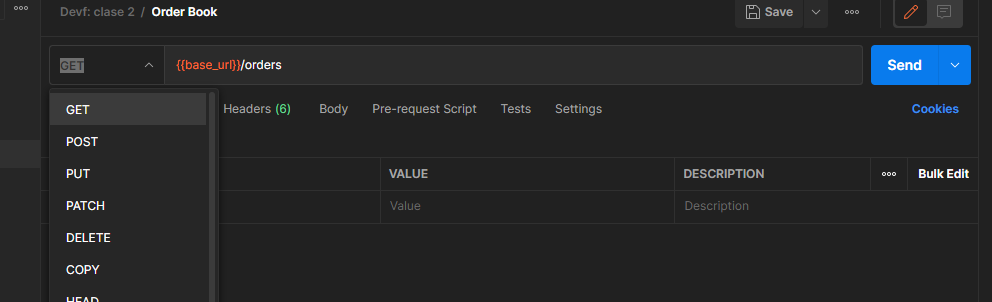 Devf: clase 2 / Order Book
Save
GET
{{base_url}}/orders
Send
GET
Headers (6)
Body
Pre-request Script
Tests
Settings
Cookies
POST
PUT
VALUE
DESCRIPTION
Bulk Edit
PATCH
Value
Description
DELETE
COPY
HEAD